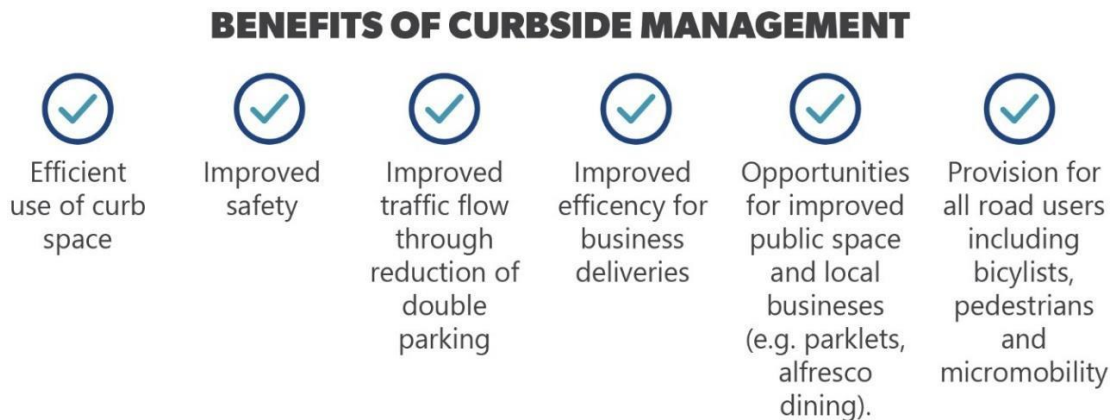 BENEFITS OF CURBSIDE MANAGEMENT
Efficient
use of curb
space
Improved
safety
Improved
traffic flow
through
reduction of
double
parking
Improved
efficency for
business
deliveries
Opportunities
for improved
public space
and local
busineses
(e.g. parklets,
alfresco
dining).
Provision for
all road users
including
bicylists,
pedestrians
and
micromobility